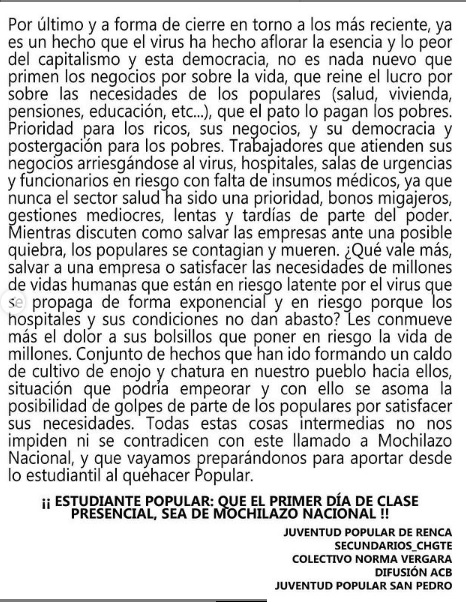 Por último y a forma de cierre en torno a los más reciente, ya
es un hecho que el virus ha hecho aflorar la esencia y lo peor
del capitalismo y esta democracia, no es nada nuevo que
primen los negocios por sobre la vida, que reine el lucro por
sobre las necesidades de los populares (salud, vivienda,
pensiones, educación, etc...), que el pato lo pagan los pobres.
Prioridad para los ricos, sus negocios, y su democracia y
postergación para los pobres. Trabajadores que atienden sus
negocios arriesgándose al virus, hospitales, salas de urgencias
y funcionarios en riesgo con falta de insumos médicos, ya que
nunca el sector salud ha sido una prioridad, bonos migajeros,
gestiones mediocres, lentas y tardías de parte del poder.
Mientras discuten como salvar las empresas ante una posible
quiebra, los populares se contagian y mueren. ¿Qué vale más,
salvar a una empresa o satisfacer las necesidades de millones
de vidas humanas que están en riesgo latente por el virus que
se propaga de forma exponencial y en riesgo porque los
hospitales y sus condiciones no dan abasto? Les conmueve
más el dolor a sus bolsillos que poner en riesgo la vida de
millones. Conjunto de hechos que han ido formando un caldo
de cultivo de enojo y chatura en nuestro pueblo hacia ellos,
situación que podría empeorar y con ello se asoma la
posibilidad de golpes de parte de los populares por satisfacer
sus necesidades. Todas estas cosas intermedias no nos
impiden ni se contradicen con este llamado a Mochilazo
Nacional, y que vayamos preparándonos para aportar desde
lo estudiantil al quehacer Popular.
¡¡ ESTUDIANTE POPULAR: QUE EL PRIMER DÍA DE CLASE
PRESENCIAL, SEA DE MOCHILAZO NACIONAL !!
JUVENTUD POPULAR DE RENCA
SECUNDARIOS_CHGTE
COLECTIVO NORMA VERGARA
DIFUSIÓN ACB
JUVENTUD POPULAR SAN PEDRO